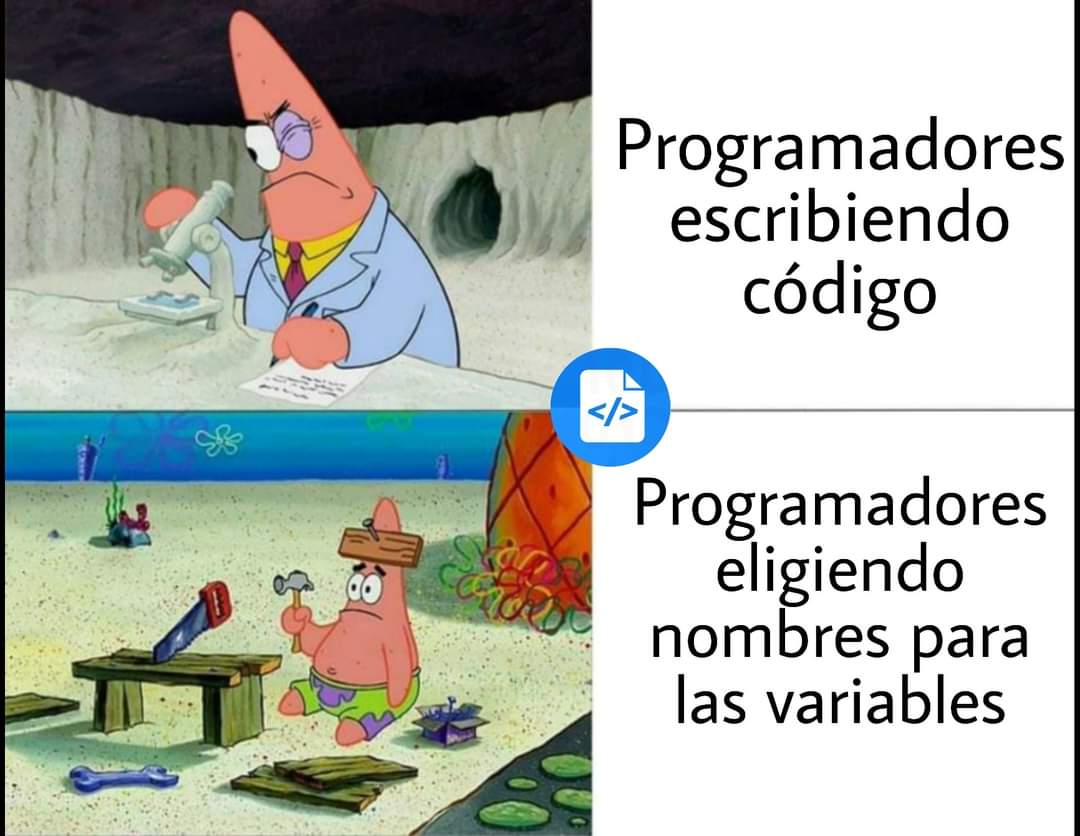 Programadores
escribiendo
código
</>
Programadores
eligiendo
nombres para
las variables